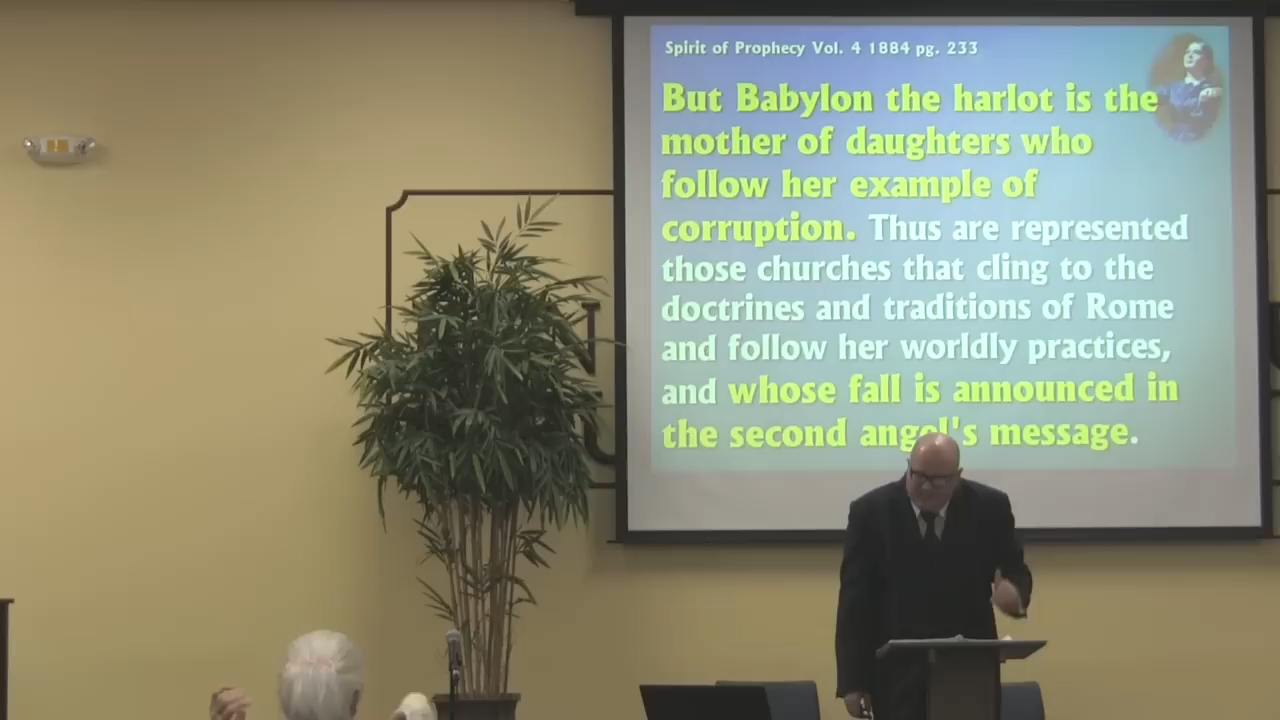 Spirit of Prophecy Vol. 4 1884 pg. 233
But Babylon the harlot is the
mother of daughters who
follow her example of
corruption. Thus are represented
those churches that cling to the
doctrines and traditions of Rome
and follow her worldly practices,
and whose fall is announced in
the second angel's message.